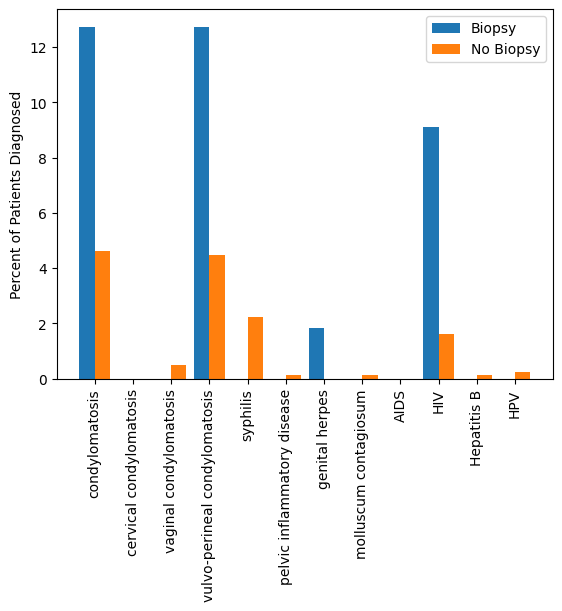 Biopsy
No Biopsy
Percent of Patients Diagnosed
12
10
8
6
4
2
0
condylomatosis
cervical condylomatosis
vaginal condylomatosis
vulvo-perineal condylomatosis
syphilis
pelvic inflammatory disease
genital herpes
molluscum contagiosum
AIDS
HIV
Hepatitis B
HPV